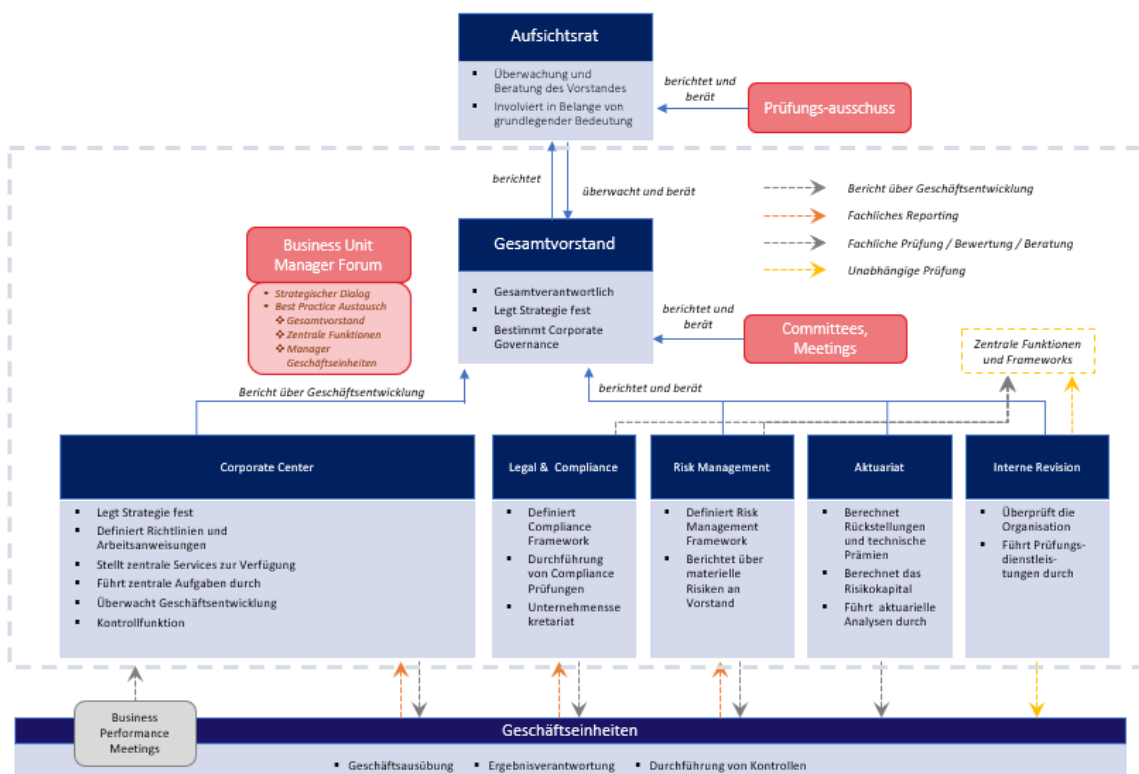 Aufsichtsrat
▪ Überwachung und
Beratung des Vorstandes
▪ Involviert in Belange von
grundlegender Bedeutung
berichtet und
berät
Prüfungs-ausschuss
berichtet
überwacht und berät
Bericht über Geschäftsentwicklung
Fachliches Reporting
Fachliche Prüfung / Bewertung / Beratung
Unabhängige Prüfung
Business Unit
Manager Forum
• Strategischer Dialog
• Best Practice Austausch
❖ Gesamtvorstand
❖ Zentrale Funktionen
❖ Manager
Geschäftseinheiten
Gesamtvorstand
▪ Gesamtverantwortlich
▪ Legt Strategie fest
▪ Bestimmt Corporate
Governance
berichtet und
berät
Committees,
Meetings
Zentrale Funktionen
und Frameworks
Bericht über Geschäftsentwicklung
berichtet und berät
Corporate Center
▪ Legt Strategie fest
▪ Definiert Richtlinien und
Arbeitsanweisungen
▪ Stellt zentrale Services zur Verfügung
▪ Führt zentrale Aufgaben durch
▪ Überwacht Geschäftsentwicklung
▪ Kontrollfunktion
Legal & Compliance
▪ Definiert
Compliance
Framework
▪ Durchführung
von Compliance
Prüfungen
▪ Unternehmensse
kretariat
Risk Management
▪ Definiert Risk
Management
Framework
▪ Berichtet über
materielle
Risiken an
Vorstand
Aktuariat
▪ Berechnet
Rückstellungen
und technische
Prämien
▪ Berechnet das
Risikokapital
▪ Führt aktuarielle
Analysen durch
Interne Revision
▪ Überprüft die
Organisation
▪ Führt Prüfungs-
dienstleis-
tungen durch
Business
Performance
Meetings
Geschäftseinheiten
▪ Geschäftsausübung ▪ Ergebnisverantwortung ▪ Durchführung von Kontrollen